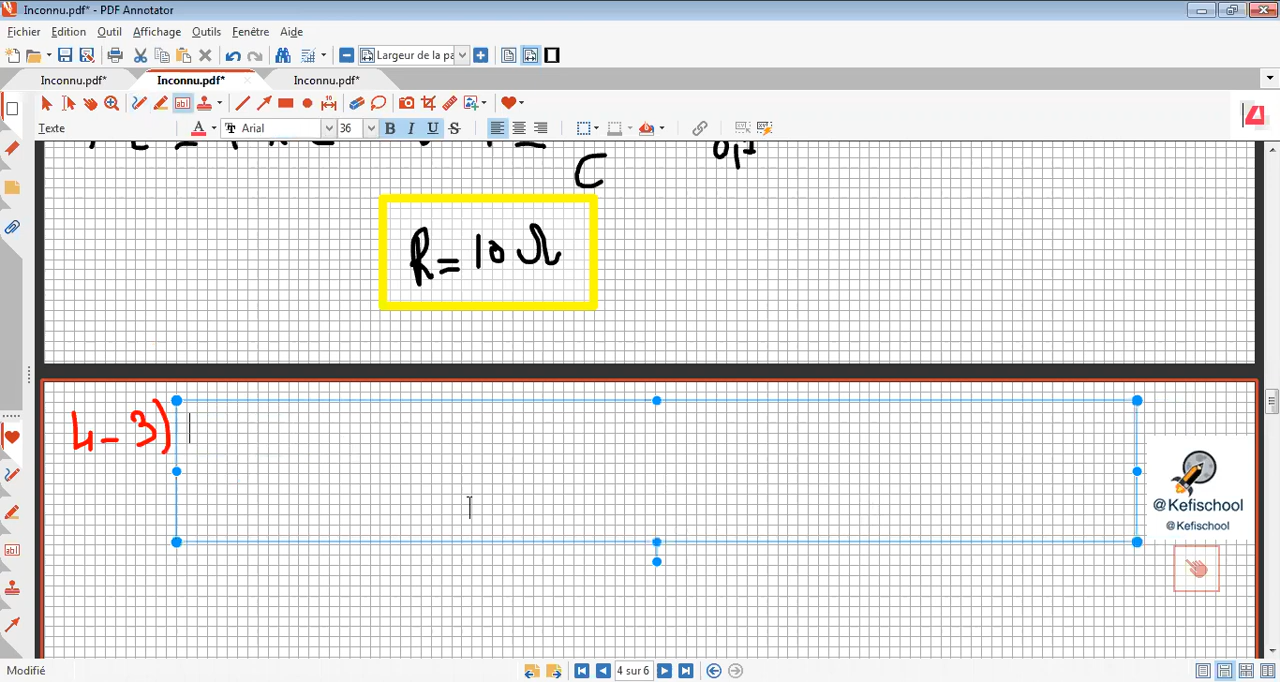 Inconnu.pdf* - PDF Annotator
Fichier Edition Outil Affichage Outils Fenêtre Aide
Largeur de la pa
Inconnu.pdf* Inconnu.pdf* Inconnu.pdf*
Texte A Arial 36 B I U S
C
R = 10 Ω
4-3)
@Kefischool
@Kefischool
Modifié 4 sur 6